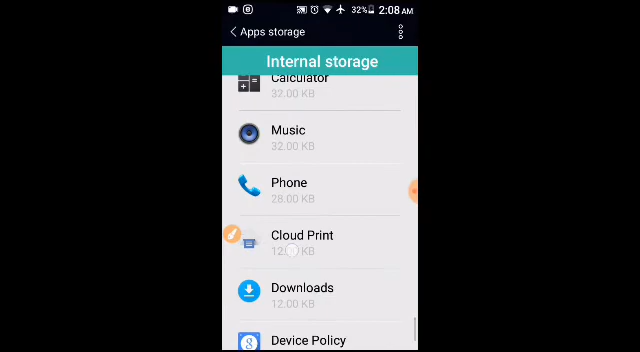 32% 2:08 AM
Apps storage
Internal storage
Calculator
32.00 KB
Music
32.00 KB
Phone
28.00 KB
Cloud Print
KB
Downloads
12.00 KB
Device Policy